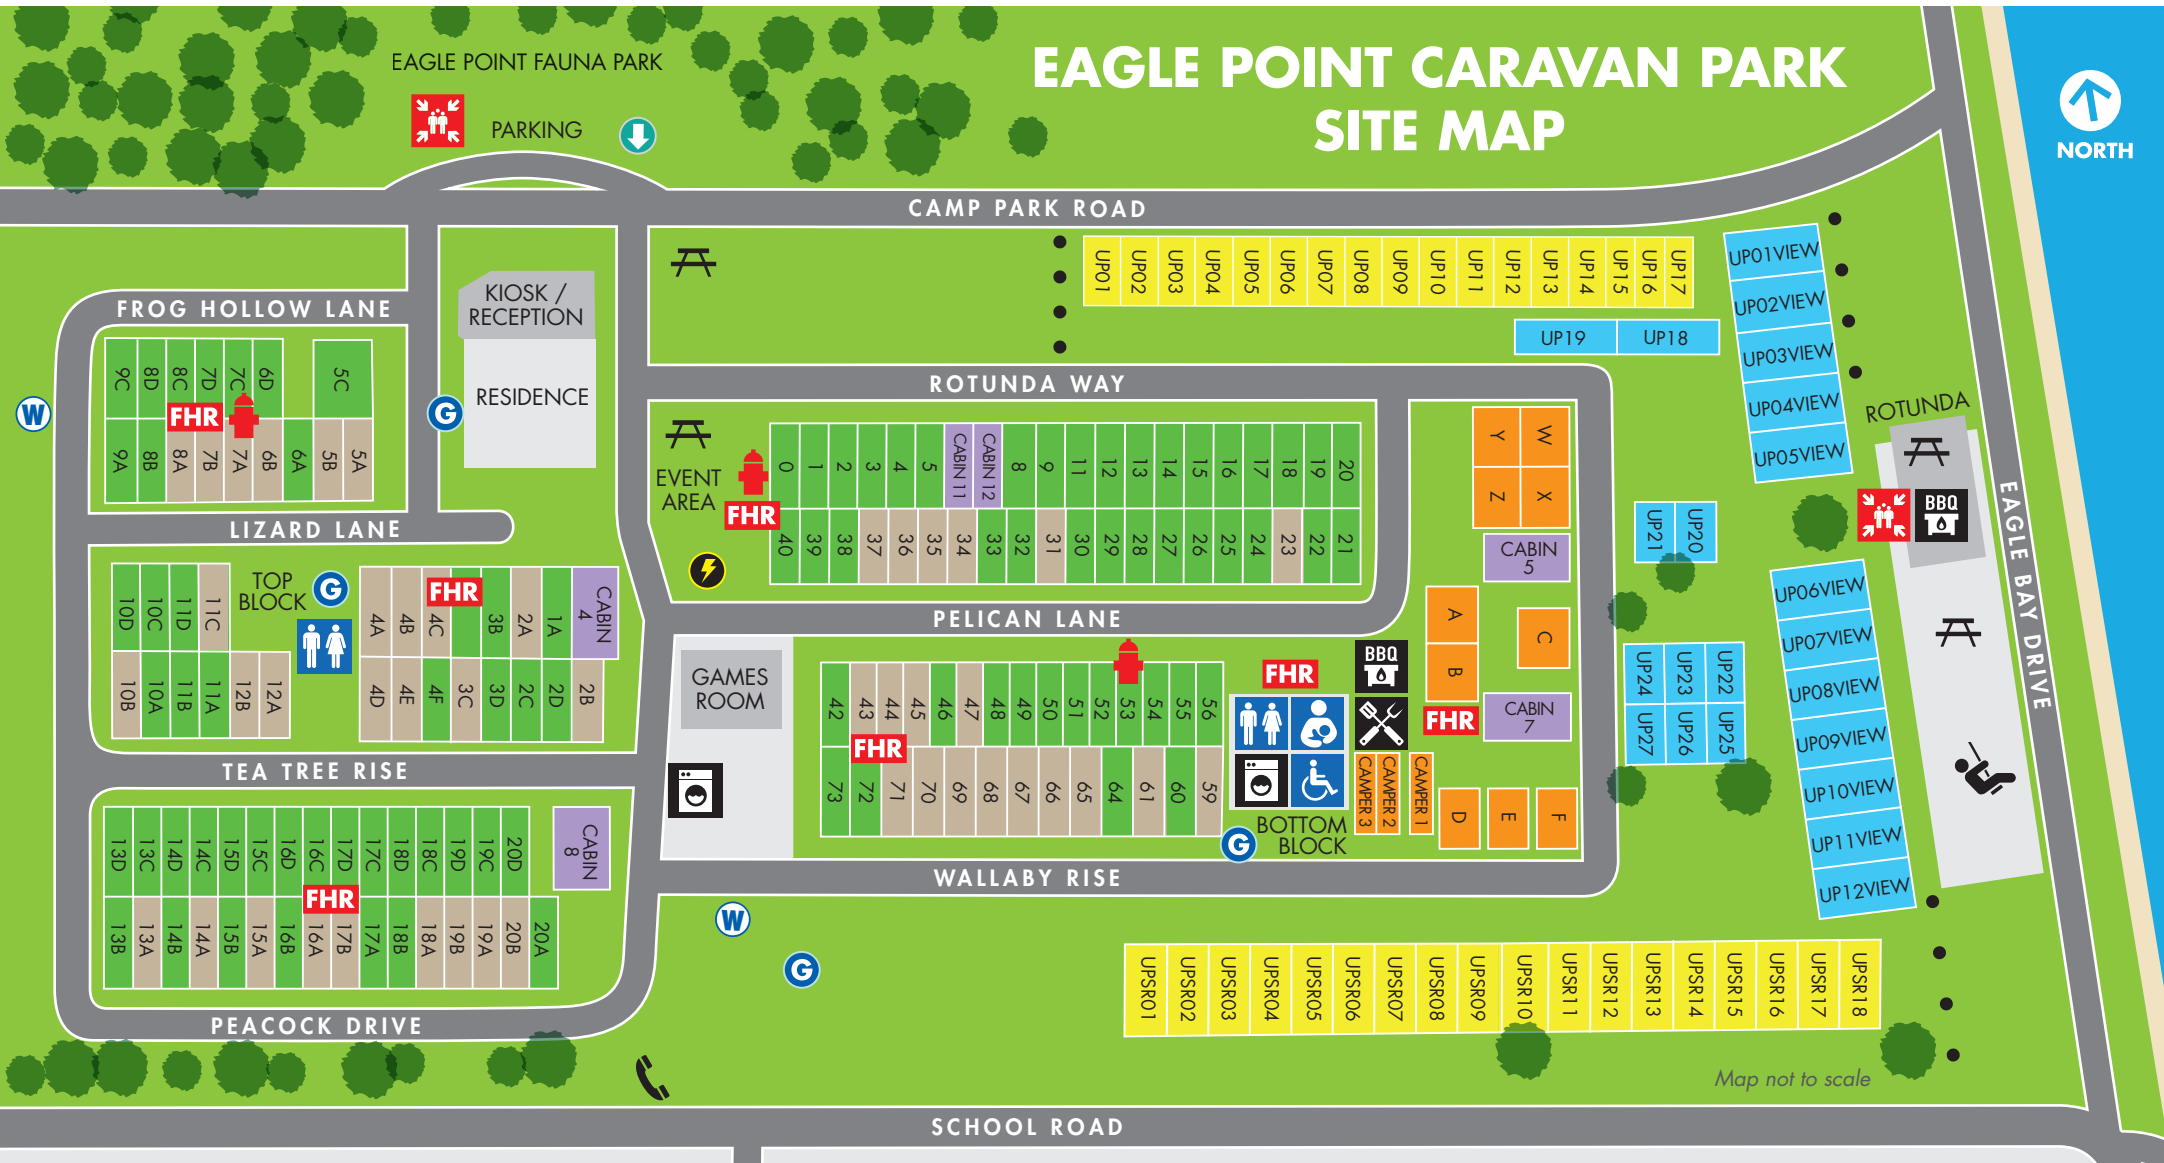 EAGLE POINT CARAVAN PARK
SITE MAP
EAGLE POINT FAUNA PARK
PARKING
NORTH
CAMP PARK ROAD
UP01
UP02
UP03
UP04
UP05
UP06
UP07
UP08
UP09
UP10
UP11
UP12
UP13
UP14
UP15
UP16
UP17
UP19
UP18
UP01VIEW
UP02VIEW
UP03VIEW
UP04VIEW
UP05VIEW
KIOSK /
RECEPTION
RESIDENCE
FROG HOLLOW LANE
9C
8D
8C
7D
7C
6D
5C
FHR
9A
8B
8A
7B
7A
6B
6A
5B
5A
W
G
LIZARD LANE
ROTUNDA WAY
EVENT
AREA
FHR
0
1
2
3
4
5
CABIN 11
CABIN 12
8
9
11
12
13
14
15
16
17
18
19
20
40
39
38
37
36
35
34
33
32
31
30
29
28
27
26
25
24
23
22
21
Y
W
Z
X
CABIN
5
A
B
C
CABIN
7
FHR
UP21
UP20
ROTUNDA
BBQ
EAGLE BAY DRIVE
UP06VIEW
UP07VIEW
UP08VIEW
UP09VIEW
UP10VIEW
UP11VIEW
UP12VIEW
UP24
UP23
UP22
UP27
UP26
UP25
10D
10C
11D
11C
TOP
BLOCK
G
10B
10A
11B
11A
12B
12A
4A
4B
4C
FHR
3B
2A
1A
CABIN
4
4D
4E
4F
3C
3D
2C
2D
2B
PELICAN LANE
GAMES
ROOM
42
43
44
45
46
47
48
49
50
51
52
53
54
55
56
FHR
73
72
71
70
69
68
67
66
65
64
61
60
59
FHR
BBQ
BOTTOM
BLOCK
G
CAMPER 3
CAMPER 2
CAMPER 1
D
E
F
TEA TREE RISE
13D
13C
14D
14C
15D
15C
16D
16C
17D
17C
18D
18C
19D
19C
20D
CABIN
8
FHR
13B
13A
14B
14A
15B
15A
16B
16A
17B
17A
18B
18A
19B
19A
20B
20A
WALLABY RISE
W
G
UPSR01
UPSR02
UPSR03
UPSR04
UPSR05
UPSR06
UPSR07
UPSR08
UPSR09
UPSR10
UPSR11
UPSR12
UPSR13
UPSR14
UPSR15
UPSR16
UPSR17
UPSR18
PEACOCK DRIVE
Map not to scale
SCHOOL ROAD